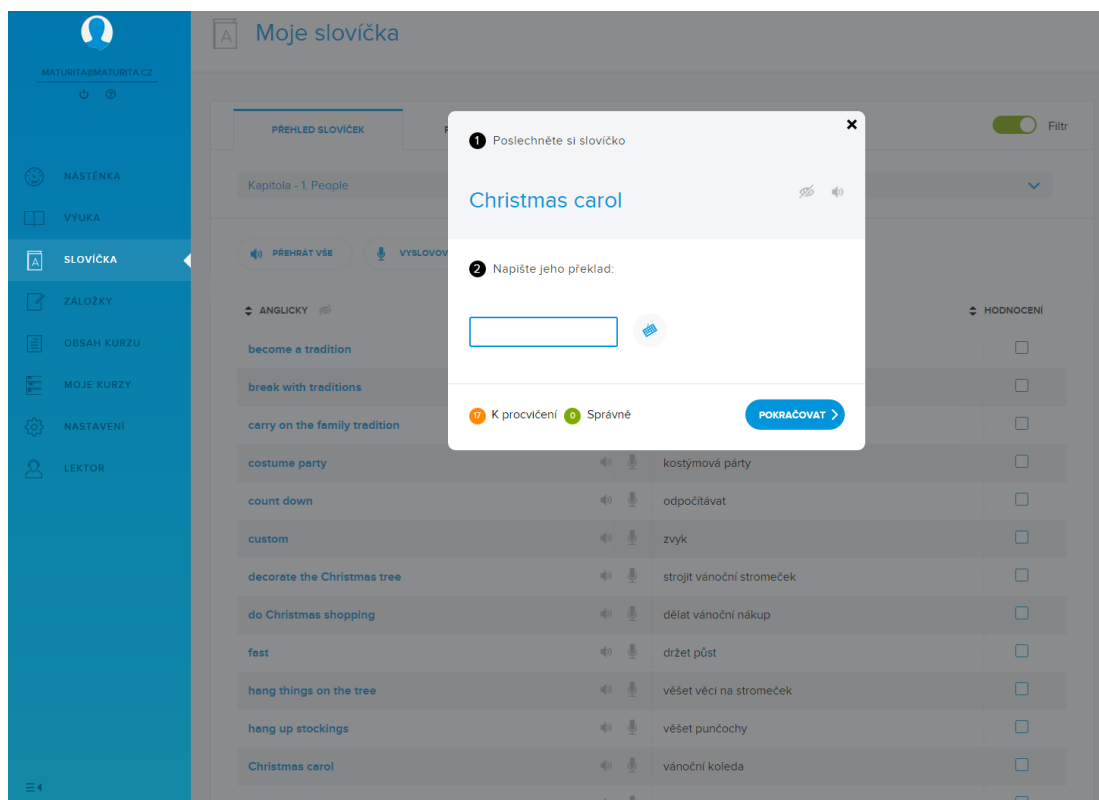 Moje slovíčka
MATURITA@MATURITA.CZ
NÁSTĚNKA
VÝUKA
SLOVÍČKA
ZÁLOŽKY
OBSAH KURZU
MOJE KURZY
NASTAVENÍ
LEKTOR
PŘEHLED SLOVÍČEK
Filtr
Kapitola - 1. People
PŘEHRÁT VŠE
VYSLOVOV
1 Poslechněte si slovíčko
Christmas carol
2 Napište jeho překlad:
17 K procvičení 0 Správně
POKRAČOVAT
ANGLICKY HODNOCENÍ
become a tradition
break with traditions
carry on the family tradition
costume party kostýmová párty
count down odpočítávat
custom zvyk
decorate the Christmas tree strojit vánoční stromeček
do Christmas shopping dělat vánoční nákup
fast držet půst
hang things on the tree věšet věci na stromeček
hang up stockings věšet punčochy
Christmas carol vánoční koleda